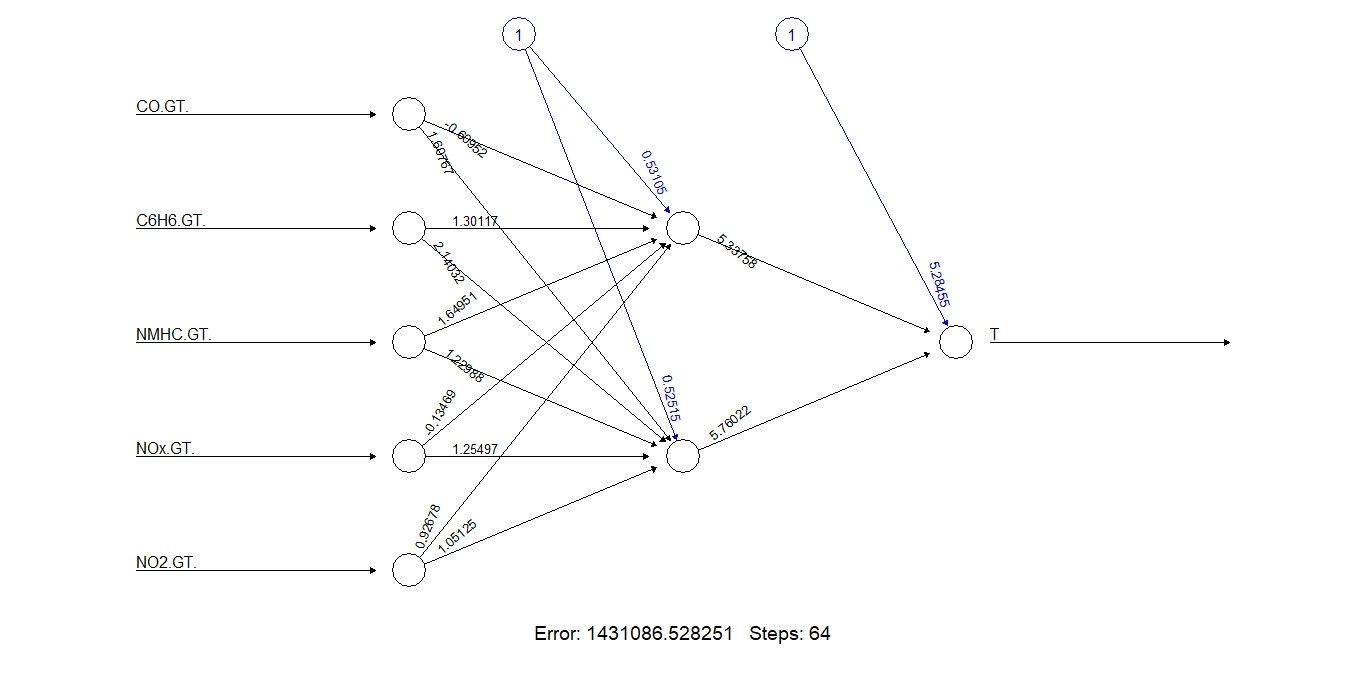 1
1
CO.GT.
-0.60952
1.60767
0.53105
C6H6.GT.
1.30117
2.14032
5.33758
5.28455
NMHC.GT.
1.64951
1.22988
T
NOx.GT.
-0.13469
1.25497
0.52515
5.76022
NO2.GT.
0.92678
1.05125
Error: 1431086.528251   Steps: 64